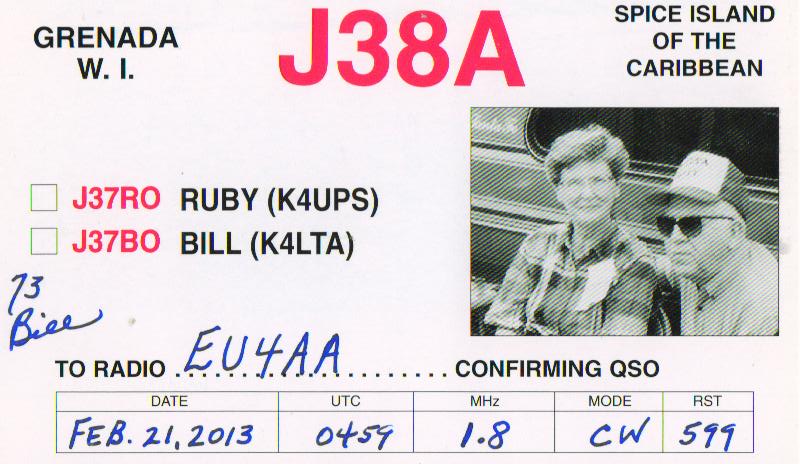 GRENADA
W. I.
J38A
SPICE ISLAND
OF THE
CARIBBEAN
J37RO RUBY (K4UPS)
J37BO BILL (K4LTA)
73
Bill
TO RADIO EU4AA CONFIRMING QSO
DATE UTC MHz MODE RST
FEB. 21, 2013 0459 1.8 CW 599